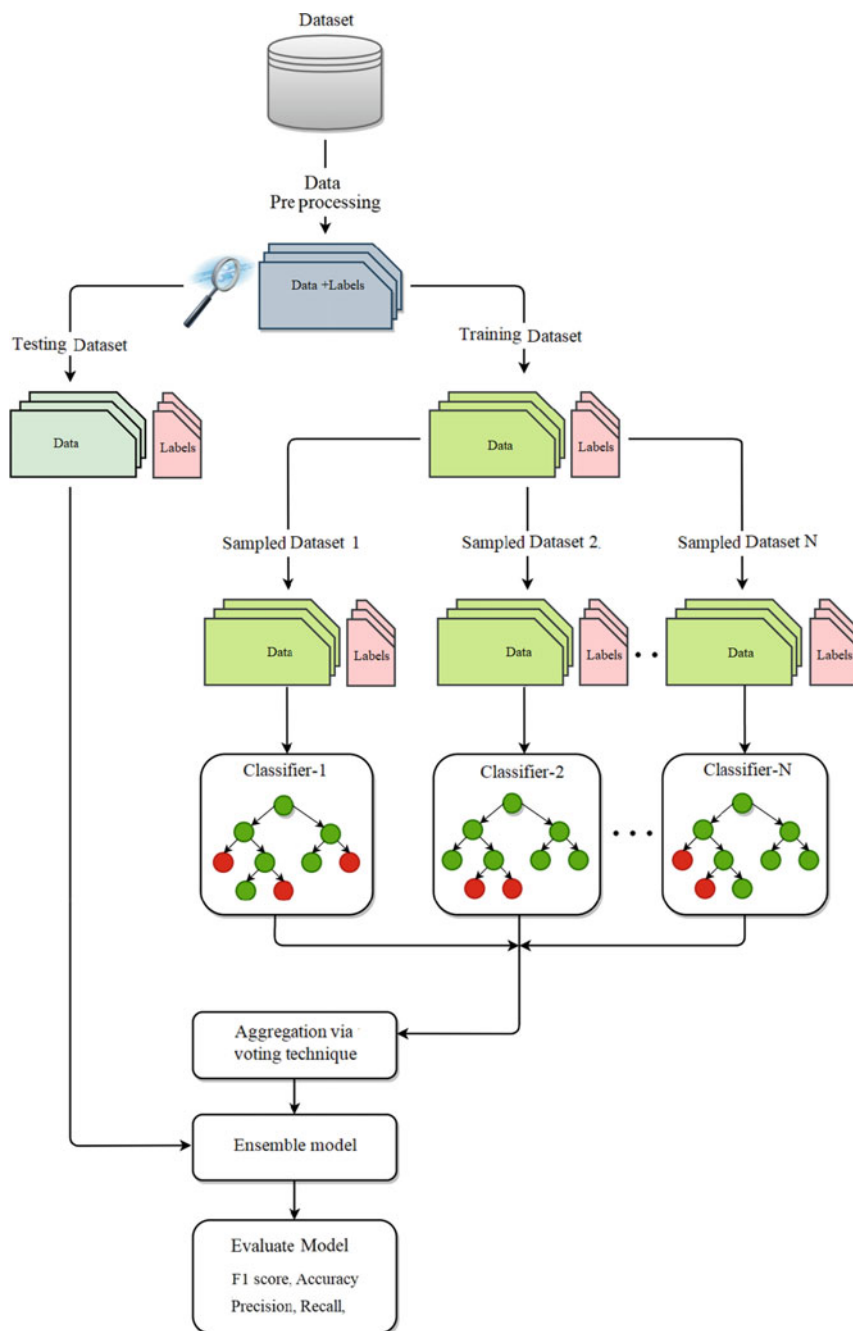 Dataset
Data
Pre processing
Data +Labels
Testing Dataset
Training Dataset
Data
Labels
Data
Labels
Sampled Dataset 1
Sampled Dataset 2.
Sampled Dataset N
Data
Labels
Data
Labels
Data
Labels
Classifier-1
Classifier-2
Classifier-N
Aggregation via
voting technique
Ensemble model
Evaluate Model
F1 score, Accuracy
Precision, Recall,